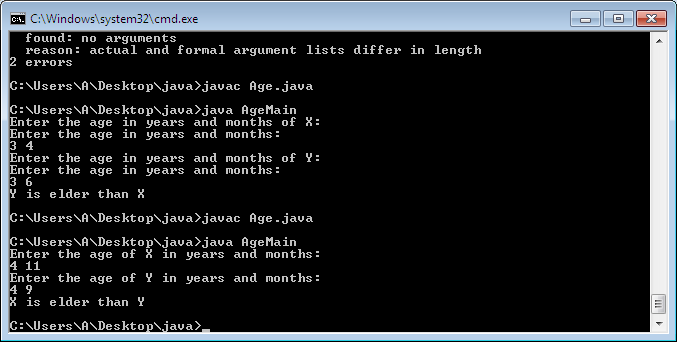 C:\Windows\system32\cmd.exe
found: no arguments
reason: actual and formal argument lists differ in length
2 errors
C:\Users\A\Desktop\java>javac Age.java
C:\Users\A\Desktop\java>java AgeMain
Enter the age in years and months of X:
Enter the age in years and months:
3 4
Enter the age in years and months of Y:
Enter the age in years and months:
3 6
Y is elder than X
C:\Users\A\Desktop\java>javac Age.java
C:\Users\A\Desktop\java>java AgeMain
Enter the age of X in years and months:
4 11
Enter the age of Y in years and months:
4 9
X is elder than Y
C:\Users\A\Desktop\java>_